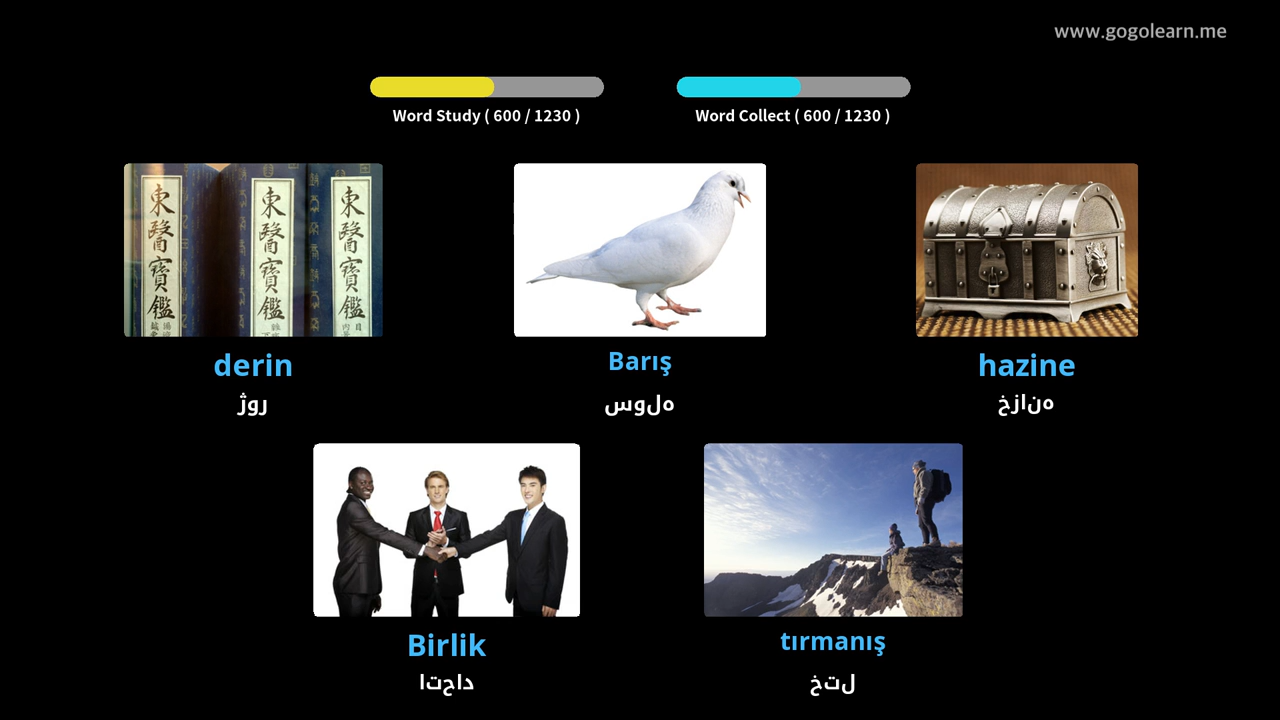 www.gogolearn.me
Word Study ( 600 / 1230 )
Word Collect ( 600 / 1230 )
東醫寶鑑
東醫寶鑑
東醫寶鑑
derin
روژ
Barış
هلوس
hazine
هنازخ
Birlik
داحتا
tırmanış
لتخ